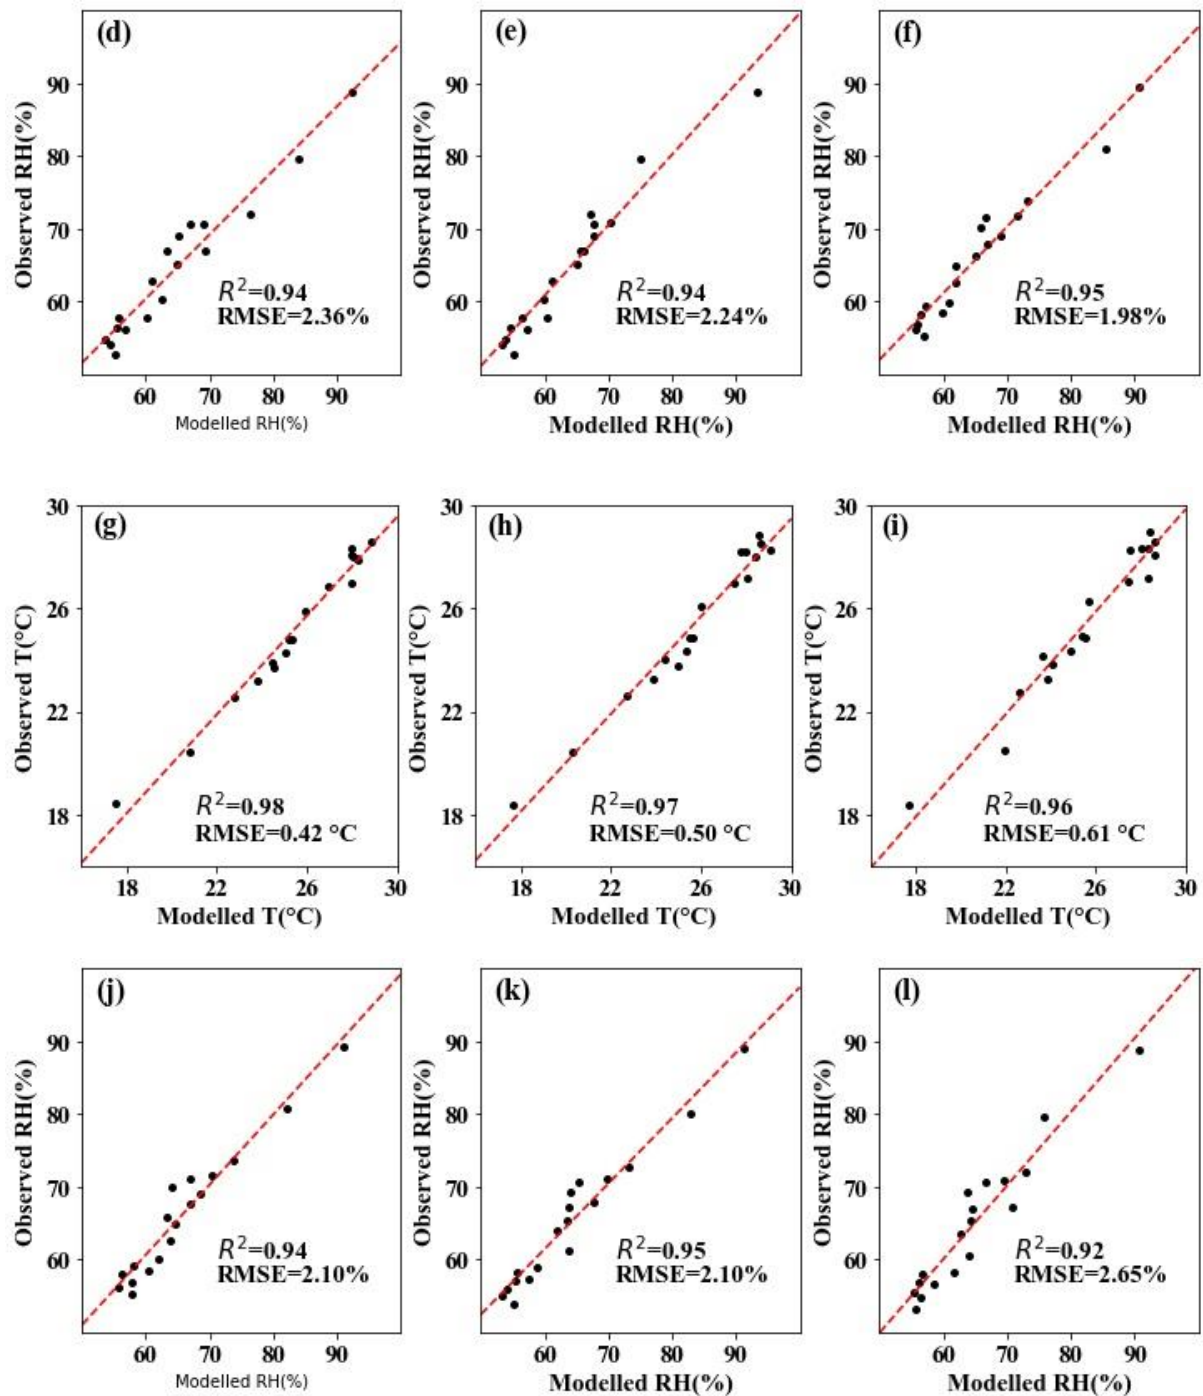 (d)
Observed RH(%)
90
80
70
60
R²=0.94
RMSE=2.36%
60 70 80 90
Modelled RH(%)
(e)
Observed RH(%)
90
80
70
60
R²=0.94
RMSE=2.24%
60 70 80 90
Modelled RH(%)
(f)
Observed RH(%)
90
80
70
60
R²=0.95
RMSE=1.98%
60 70 80 90
Modelled RH(%)
(g)
Observed T(°C)
30
26
22
18
R²=0.98
RMSE=0.42 °C
18 22 26 30
Modelled T(°C)
(h)
Observed T(°C)
30
26
22
18
R²=0.97
RMSE=0.50 °C
18 22 26 30
Modelled T(°C)
(i)
Observed T(°C)
30
26
22
18
R²=0.96
RMSE=0.61 °C
18 22 26 30
Modelled T(°C)
(j)
Observed RH(%)
90
80
70
60
R²=0.94
RMSE=2.10%
60 70 80 90
Modelled RH(%)
(k)
Observed RH(%)
90
80
70
60
R²=0.95
RMSE=2.10%
60 70 80 90
Modelled RH(%)
(l)
Observed RH(%)
90
80
70
60
R²=0.92
RMSE=2.65%
60 70 80 90
Modelled RH(%)